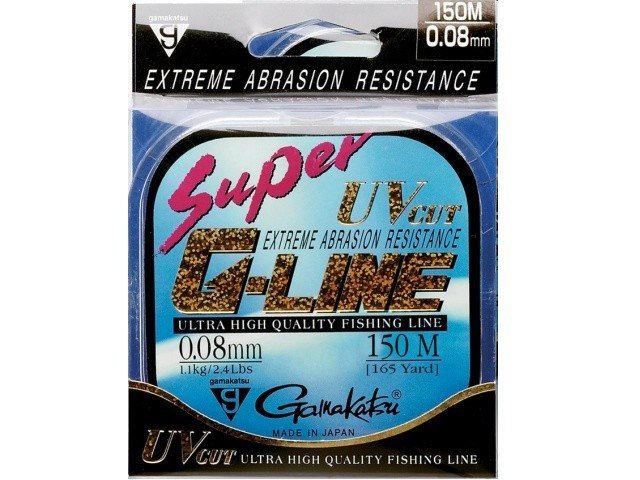 gamakatsu
G
150M
0.08mm
EXTREME ABRASION RESISTANCE
Super
UV CUT
EXTREME ABRASION RESISTANCE
G-LINE
ULTRA HIGH QUALITY FISHING LINE
0.08mm 150 M
1.1kg/2.4Lbs [165 Yard]
gamakatsu
G Gamakatsu®
MADE IN JAPAN
UV CUT ULTRA HIGH QUALITY FISHING LINE